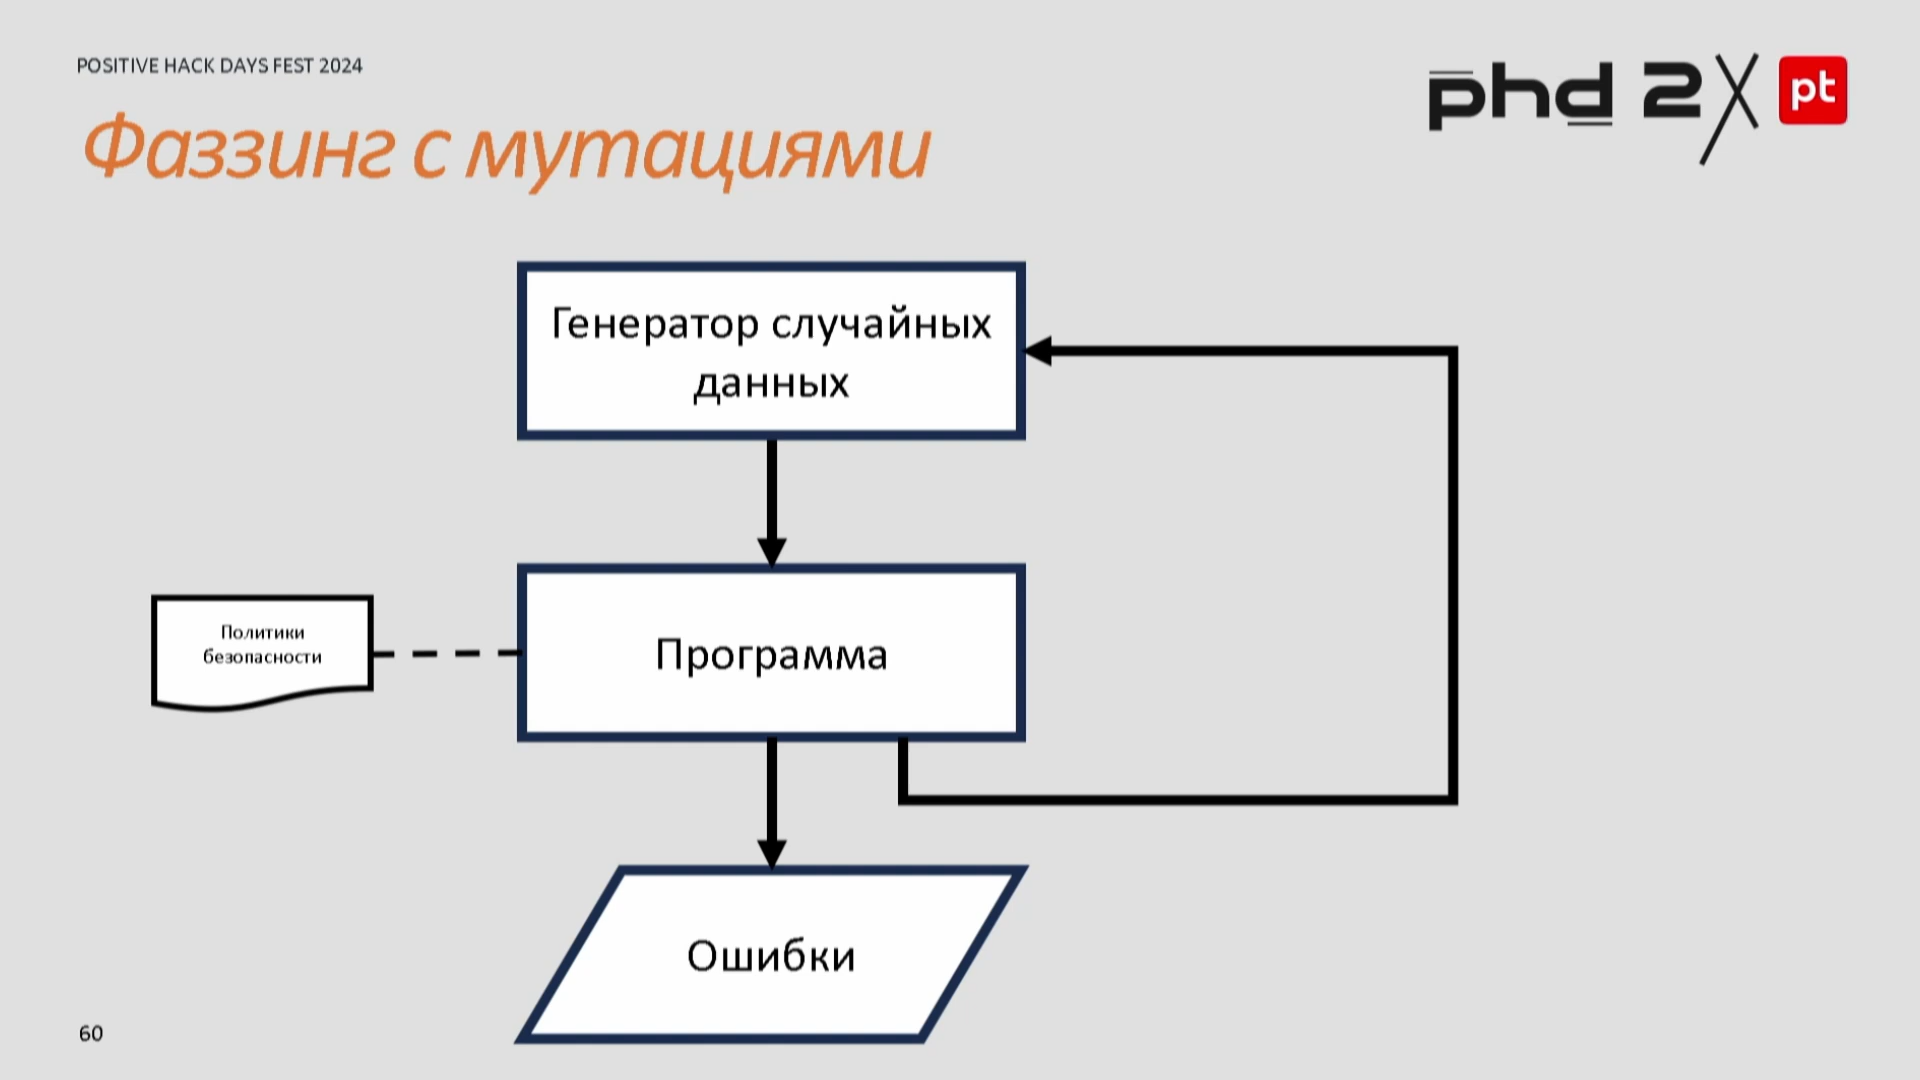 POSITIVE HACK DAYS FEST 2024
phd 2
pt
Фаззинг с мутациями
Генератор случайных
данных
Политики
безопасности
Программа
Ошибки
60